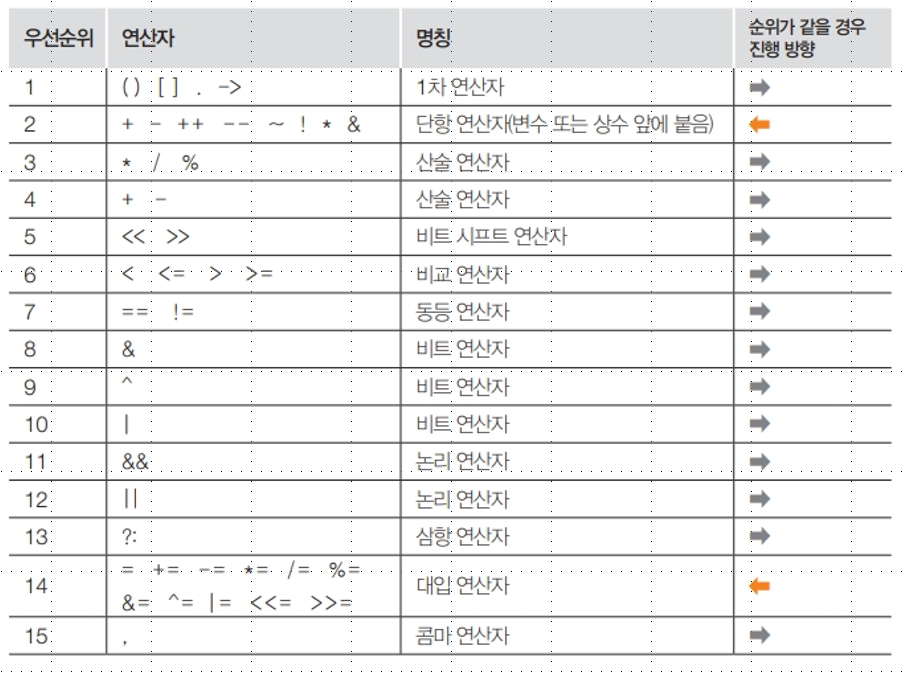 우선순위 연산자 명칭 순위가 같을 경우
진행 방향
1 () [] . -> 1차 연산자 ➡
2 + - ++ -- ~ ! * & 단항 연산자(변수 또는 상수 앞에 붙음) ⬅
3 * / % 산술 연산자 ➡
4 + - 산술 연산자 ➡
5 << >> 비트 시프트 연산자 ➡
6 < <= > >= 비교 연산자 ➡
7 == != 동등 연산자 ➡
8 & 비트 연산자 ➡
9 ^ 비트 연산자 ➡
10 | 비트 연산자 ➡
11 && 논리 연산자 ➡
12 || 논리 연산자 ➡
13 ?: 삼항 연산자 ➡
14 = += -= *= /= %= 대입 연산자 ⬅
&= ^= |= <<= >>=
15 , 콤마 연산자 ➡